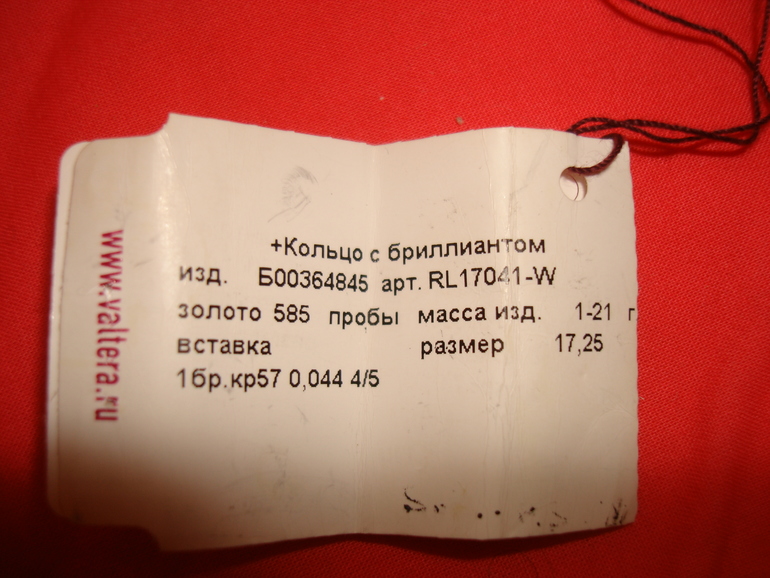 +Кольцо с бриллиантом
изд. Б00364845 арт. RL17041-W
золото 585 пробы масса изд. 1-21 г
вставка размер 17,25
1бр.кр57 0,044 4/5
www.valtera.ru